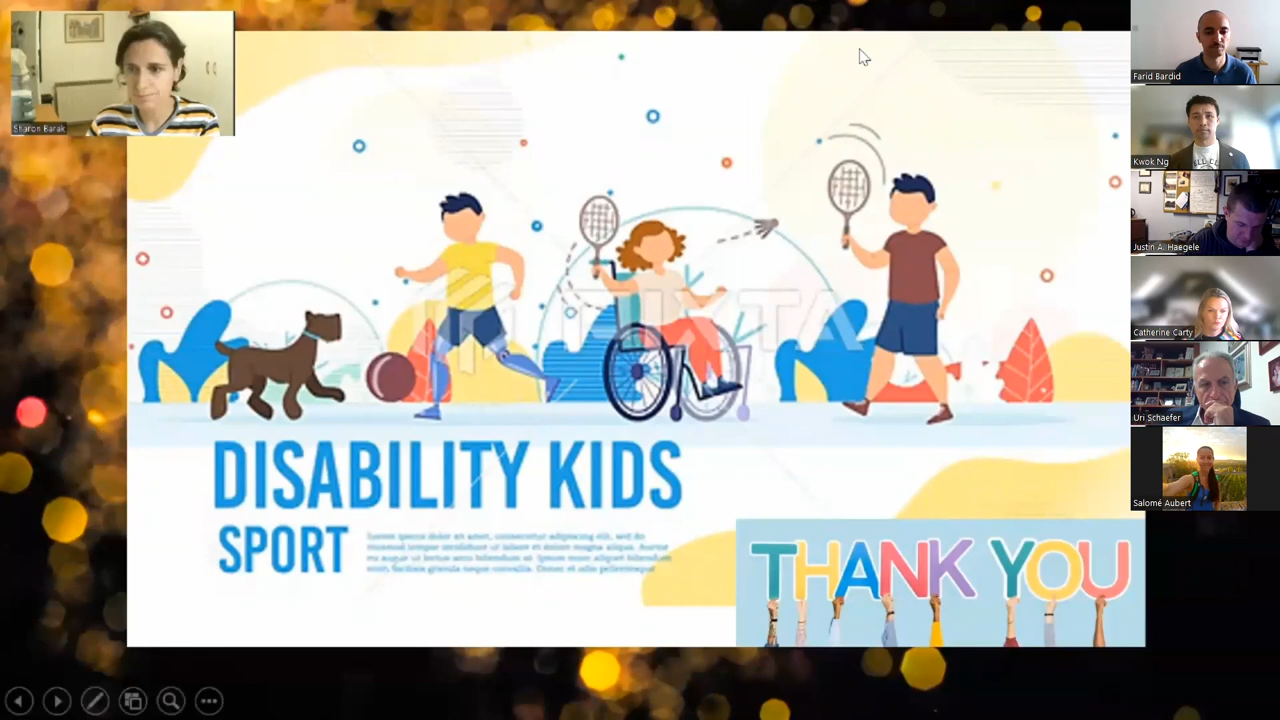 Sharon Barak
Farid Bardid
Kwok Ng
Justin A. Haegele
Catherine Carty
Uri Schaefer
Salomé Aubert
PIXTA
DISABILITY KIDS
SPORT
THANK YOU